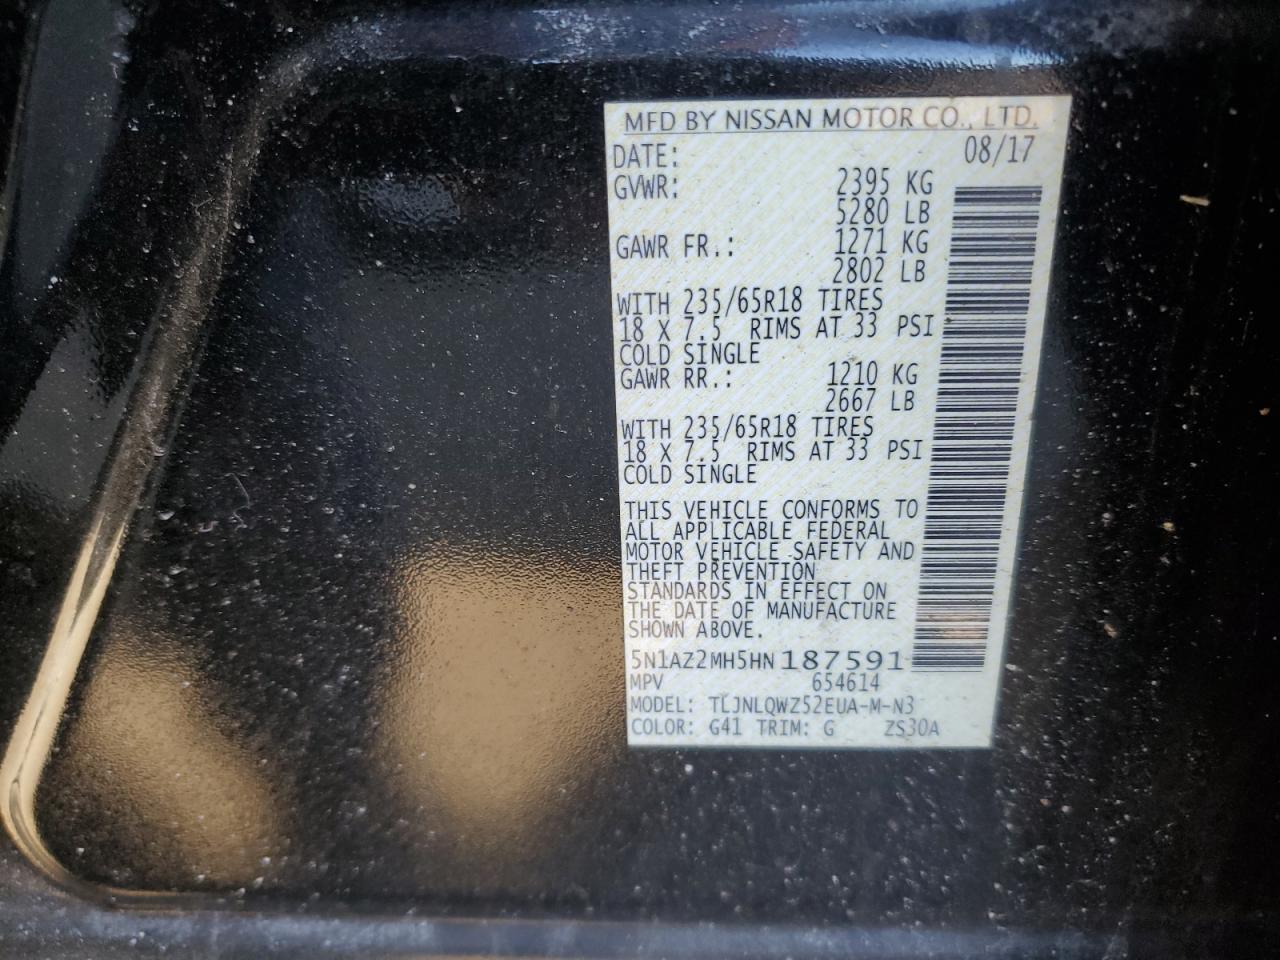 MFD BY NISSAN MOTOR CO., LTD.
DATE: 08/17
GVWR: 2395 KG
5280 LB
GAWR FR.: 1271 KG
2802 LB
WITH 235/65R18 TIRES
18 X 7.5 RIMS AT 33 PSI
COLD SINGLE
GAWR RR.: 1210 KG
2667 LB
WITH 235/65R18 TIRES
18 X 7.5 RIMS AT 33 PSI
COLD SINGLE
THIS VEHICLE CONFORMS TO
ALL APPLICABLE FEDERAL
MOTOR VEHICLE SAFETY AND
THEFT PREVENTION
STANDARDS IN EFFECT ON
THE DATE OF MANUFACTURE
SHOWN ABOVE.
5N1AZ2MH5HN187591
MPV 654614
MODEL: TLJNLQWZ52EUA-M-N3
COLOR: G41 TRIM: G ZS30A